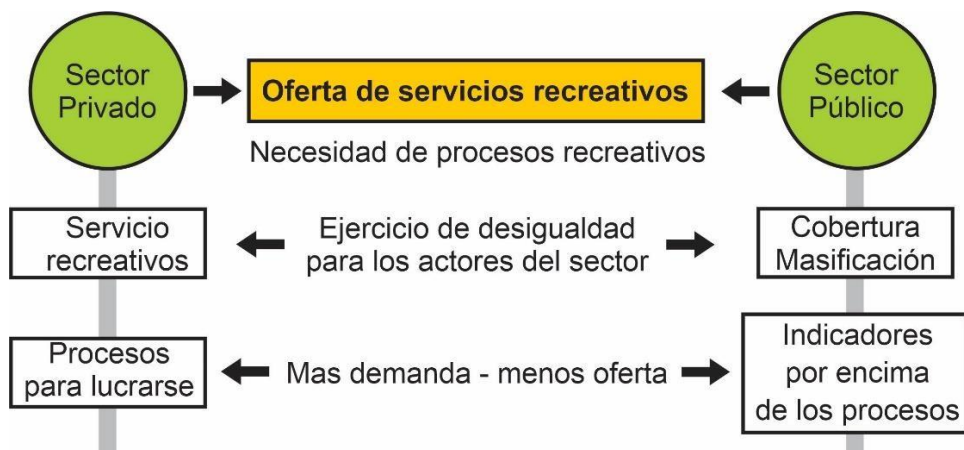 Sector
Privado
Oferta de servicios recreativos
Sector
Público
Necesidad de procesos recreativos
Servicio
recreativos
Ejercicio de desigualdad
para los actores del sector
Cobertura
Masificación
Procesos
para lucrarse
Mas demanda - menos oferta
Indicadores
por encima
de los procesos